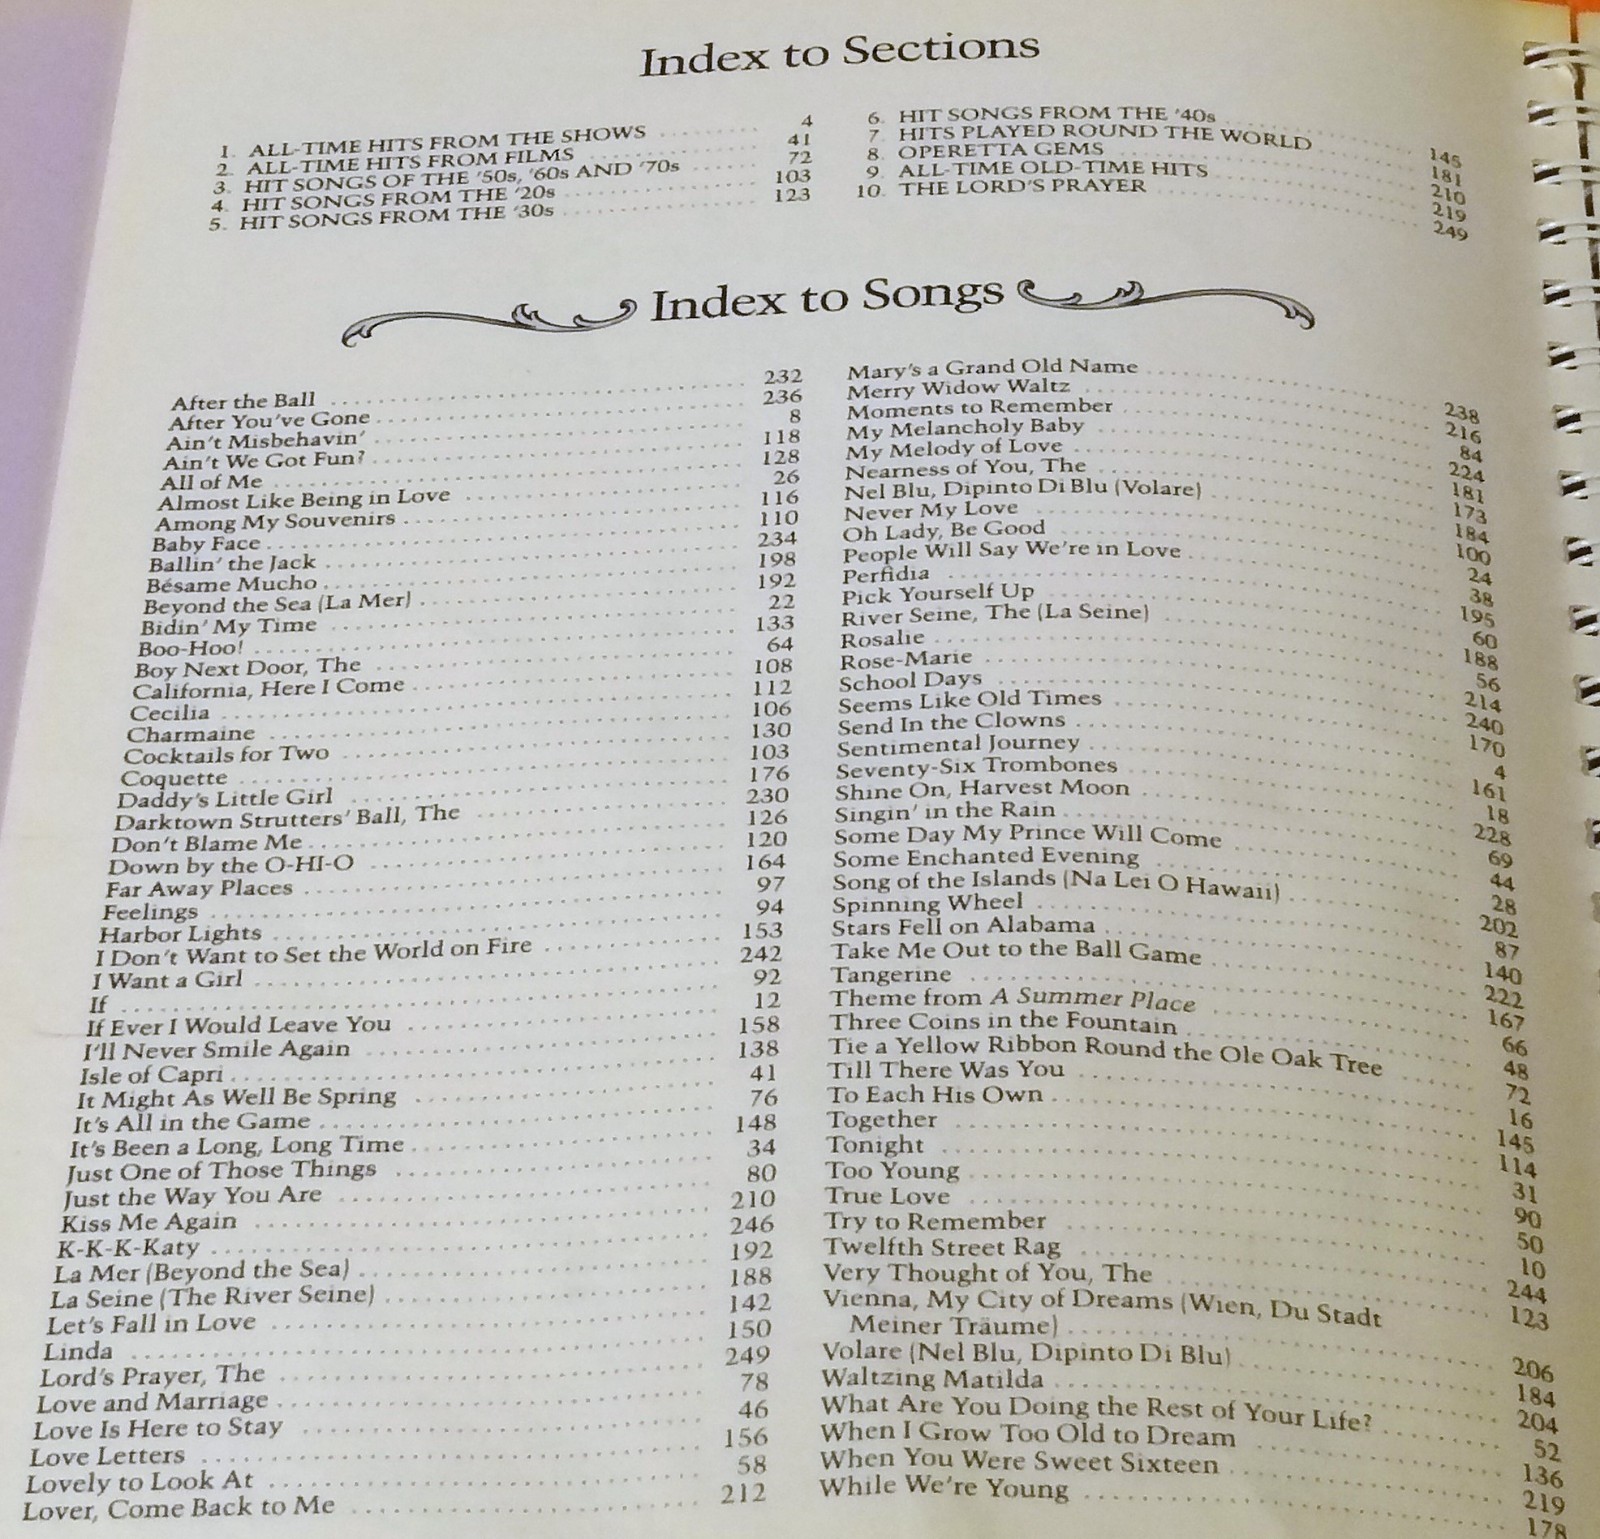 Index to Sections
1. ALL-TIME HITS FROM THE SHOWS 4
2. ALL-TIME HITS FROM FILMS 41
3. HIT SONGS OF THE '50s, '60s AND '70s 72
4. HIT SONGS FROM THE '20s 103
5. HIT SONGS FROM THE '30s 123
6. HIT SONGS FROM THE '40s 145
7. HITS PLAYED ROUND THE WORLD 181
8. OPERETTA GEMS 210
9. ALL-TIME OLD-TIME HITS 219
10. THE LORD'S PRAYER 249
Index to Songs
After the Ball 232
After You've Gone 236
Ain't Misbehavin' 8
Ain't We Got Fun? 118
All of Me 128
Almost Like Being in Love 26
Among My Souvenirs 116
Baby Face 110
Ballin' the Jack 234
Bésame Mucho 198
Beyond the Sea (La Mer) 192
Bidin' My Time 22
Boo-Hoo! 133
Boy Next Door, The 64
California, Here I Come 108
Cecilia 112
Charmaine 106
Cocktails for Two 130
Coquette 103
Daddy's Little Girl 176
Darktown Strutters' Ball, The 230
Don't Blame Me 126
Down by the O-HI-O 120
Far Away Places 164
Feelings 97
Harbor Lights 94
I Don't Want to Set the World on Fire 153
I Want a Girl 242
If 92
If Ever I Would Leave You 12
I'll Never Smile Again 158
Isle of Capri 138
It Might As Well Be Spring 41
It's All in the Game 76
It's Been a Long, Long Time 148
Just One of Those Things 34
Just the Way You Are 80
Kiss Me Again 210
K-K-K-Katy 246
La Mer (Beyond the Sea) 192
La Seine (The River Seine) 188
Let's Fall in Love 142
Linda 150
Lord's Prayer, The 249
Love and Marriage 78
Love Is Here to Stay 46
Love Letters 156
Lovely to Look At 58
Lover, Come Back to Me 212
Mary's a Grand Old Name 238
Merry Widow Waltz 216
Moments to Remember 84
My Melancholy Baby 224
My Melody of Love 181
Nearness of You, The 173
Nel Blu, Dipinto Di Blu (Volare) 184
Never My Love 100
Oh Lady, Be Good 24
People Will Say We're in Love 38
Perfidia 195
Pick Yourself Up 60
River Seine, The (La Seine) 188
Rosalie 56
Rose-Marie 214
School Days 240
Seems Like Old Times 170
Send In the Clowns 4
Sentimental Journey 161
Seventy-Six Trombones 18
Shine On, Harvest Moon 228
Singin' in the Rain 69
Some Day My Prince Will Come 44
Some Enchanted Evening 28
Song of the Islands (Na Lei O Hawaii) 202
Spinning Wheel 87
Stars Fell on Alabama 140
Take Me Out to the Ball Game 222
Tangerine 167
Theme from A Summer Place 66
Three Coins in the Fountain 48
Tie a Yellow Ribbon Round the Ole Oak Tree 72
Till There Was You 16
To Each His Own 145
Together 114
Tonight 31
Too Young 90
True Love 50
Try to Remember 10
Twelfth Street Rag 244
Very Thought of You, The 123
Vienna, My City of Dreams (Wien, Du Stadt
Meiner Träume) 206
Volare (Nel Blu, Dipinto Di Blu) 184
Waltzing Matilda 204
What Are You Doing the Rest of Your Life? 52
When I Grow Too Old to Dream 136
When You Were Sweet Sixteen 219
While We're Young 178